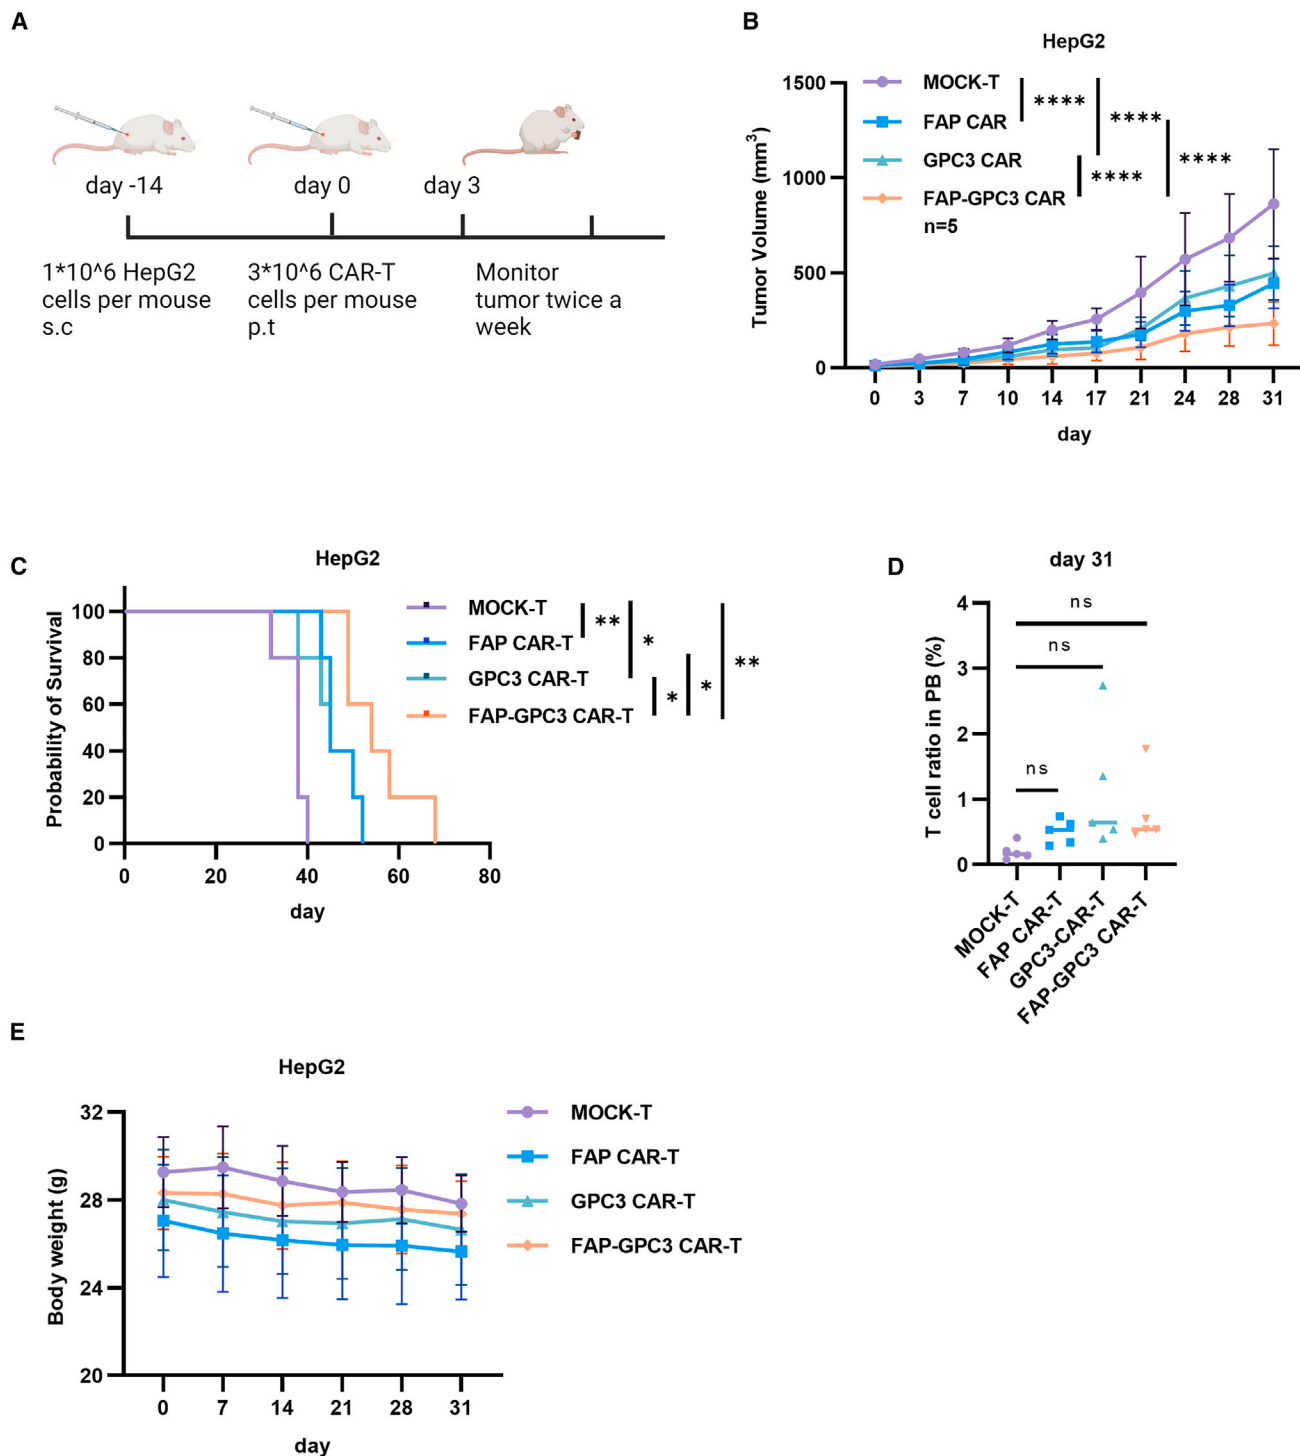 A
day -14
day 0
day 3
1*10^6 HepG2
cells per mouse
s.c
3*10^6 CAR-T
cells per mouse
p.t
Monitor
tumor twice a
week
B
HepG2
MOCK-T
FAP CAR
GPC3 CAR
FAP-GPC3 CAR
n=5
****
****
****
****
Tumor Volume (mm³)
1500
1000
500
0
0 3 7 10 14 17 21 24 28 31
day
C
HepG2
MOCK-T
FAP CAR-T
GPC3 CAR-T
FAP-GPC3 CAR-T
**
*
*
*
**
Probability of Survival
100
80
60
40
20
0
0 20 40 60 80
day
D
day 31
ns
ns
ns
T cell ratio in PB (%)
4
3
2
1
0
MOCK-T
FAP CAR-T
GPC3-CAR-T
FAP-GPC3 CAR-T
E
HepG2
MOCK-T
FAP CAR-T
GPC3 CAR-T
FAP-GPC3 CAR-T
Body weight (g)
32
28
24
20
0 7 14 21 28 31
day